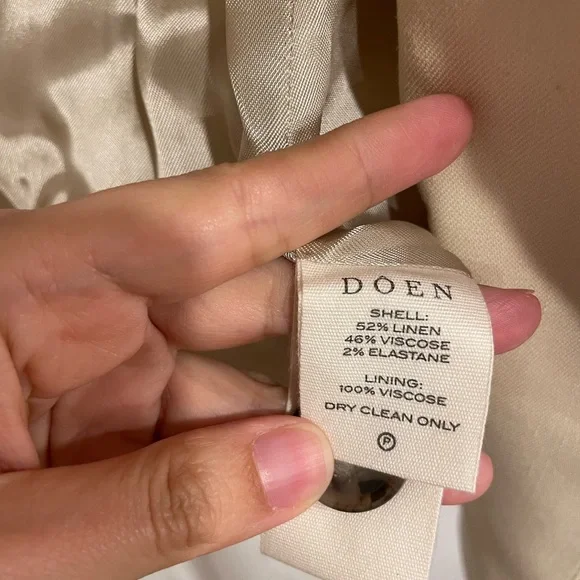 DÔEN
SHELL:
52% LINEN
46% VISCOSE
2% ELASTANE
LINING:
100% VISCOSE
DRY CLEAN ONLY
P